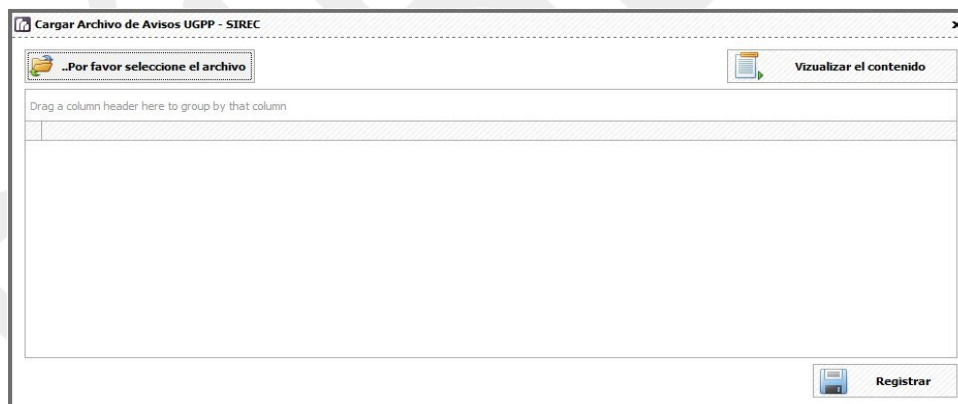 Cargar Archivo de Avisos UGPP - SIREC
..Por favor seleccione el archivo
Vizualizar el contenido
Drag a column header here to group by that column
Registrar